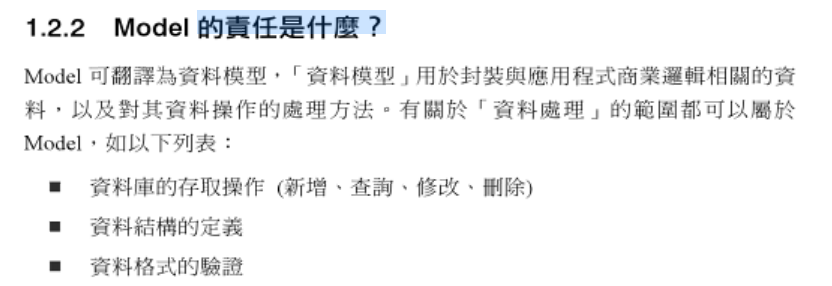 1.2.2 Model 的責任是什麼？
Model 可翻譯為資料模型，「資料模型」用於封裝與應用程式商業邏輯相關的資
料，以及對其資料操作的處理方法。有關於「資料處理」的範圍都可以屬於
Model，如以下列表：
■ 資料庫的存取操作 (新增、查詢、修改、刪除)
■ 資料結構的定義
■ 資料格式的驗證